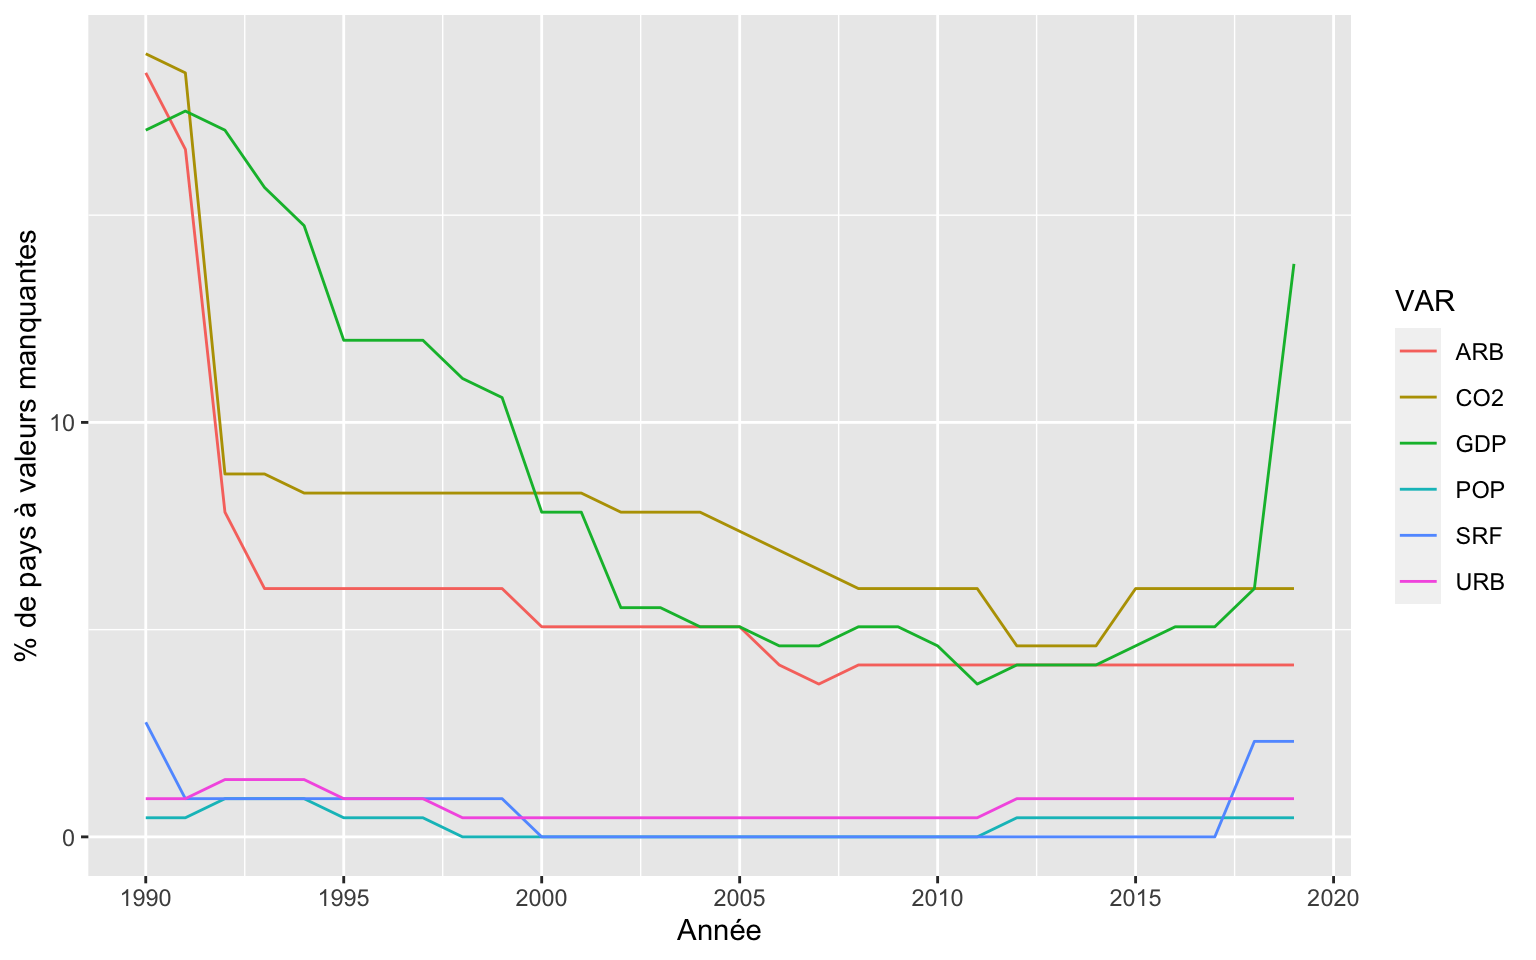 % de pays à valeurs manquantes
10
0
1990 1995 2000 2005 2010 2015 2020
Année
VAR
ARB
CO2
GDP
POP
SRF
URB